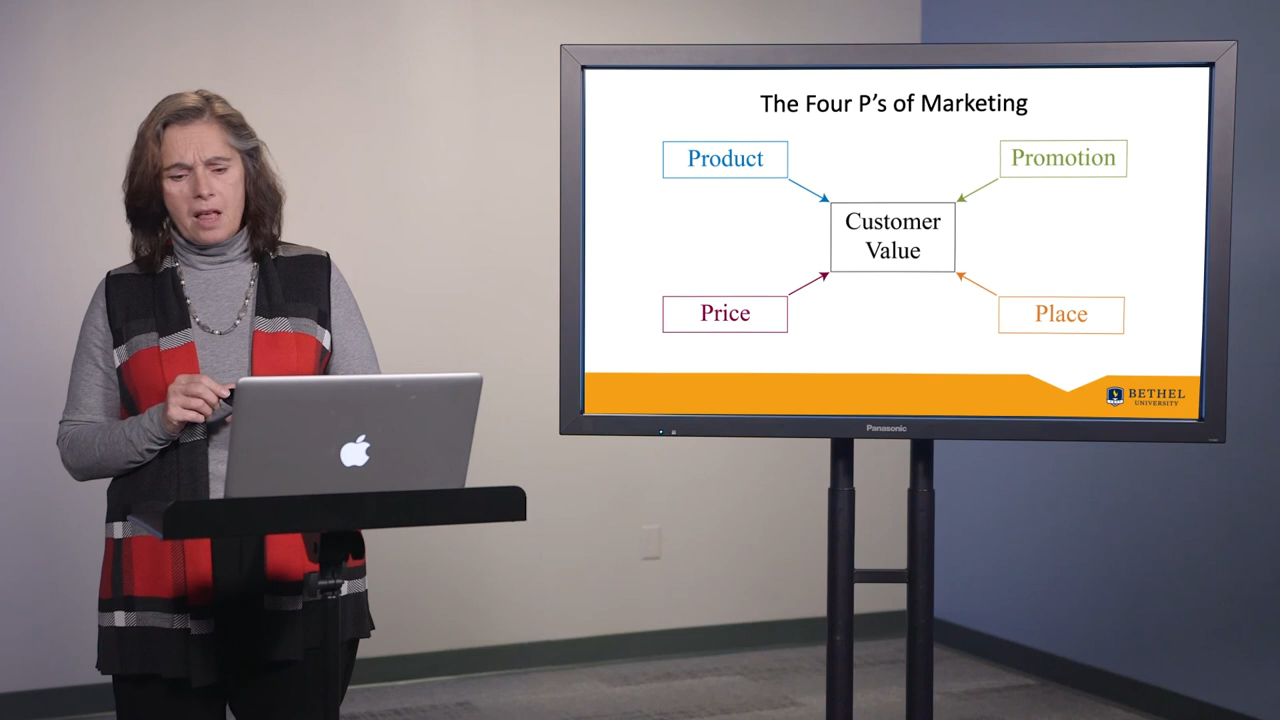 The Four P's of Marketing
Product
Promotion
Customer
Value
Price
Place
BETHEL
UNIVERSITY
Panasonic